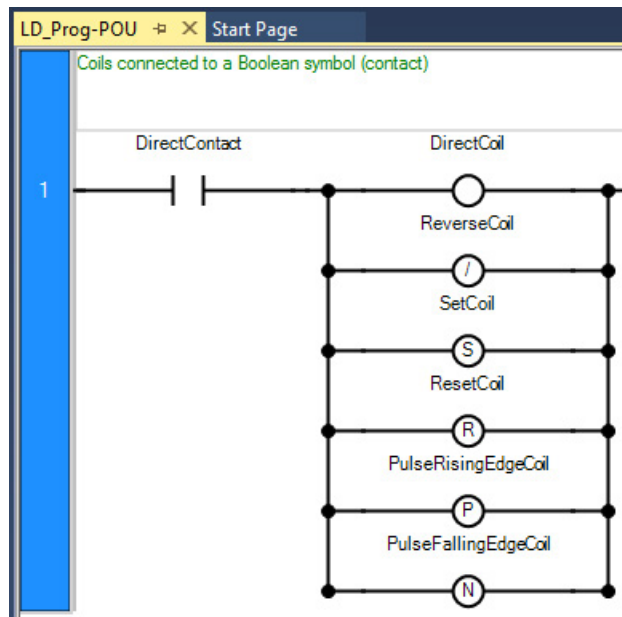 LD_Prog-POU
Start Page
Coils connected to a Boolean symbol (contact)
DirectContact
DirectCoil
1
ReverseCoil
/
SetCoil
S
ResetCoil
R
PulseRisingEdgeCoil
P
PulseFallingEdgeCoil
N